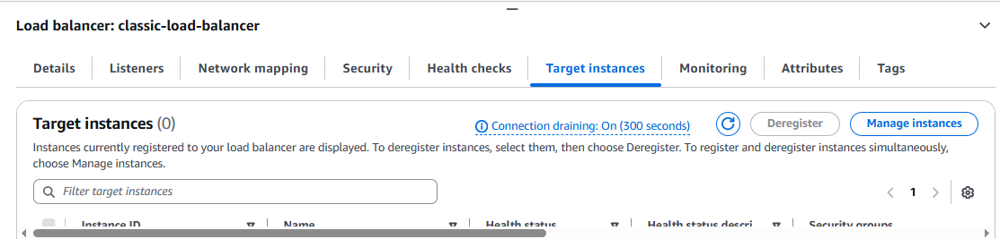 Load balancer: classic-load-balancer
Details Listeners Network mapping Security Health checks Target instances Monitoring Attributes Tags
Target instances (0) Connection draining: On (300 seconds) Deregister Manage instances
Instances currently registered to your load balancer are displayed. To deregister instances, select them, then choose Deregister. To register and deregister instances simultaneously,
choose Manage instances.
Filter target instances 1
Instance ID Name Health status Health status descri Security groups